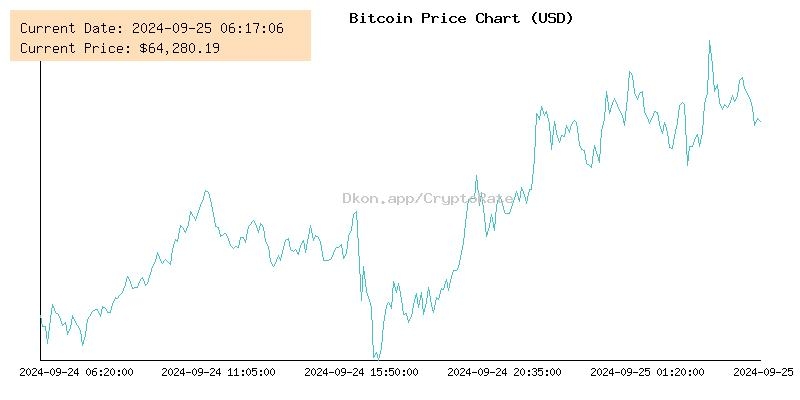 Bitcoin Price Chart (USD)
Current Date: 2024-09-25 06:17:06
Current Price: $64,280.19
Dkon.app/CryptoRate
2024-09-24 06:20:00 2024-09-24 11:05:00 2024-09-24 15:50:00 2024-09-24 20:35:00 2024-09-25 01:20:00 2024-09-25